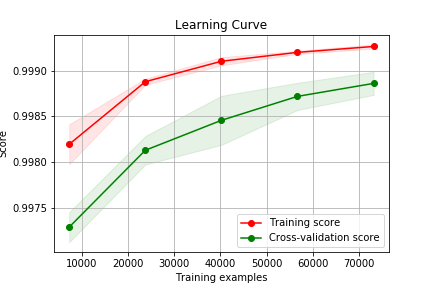 Learning Curve
0.9990
0.9985
0.9980
0.9975
Score
10000 20000 30000 40000 50000 60000 70000
Training examples
Training score
Cross-validation score